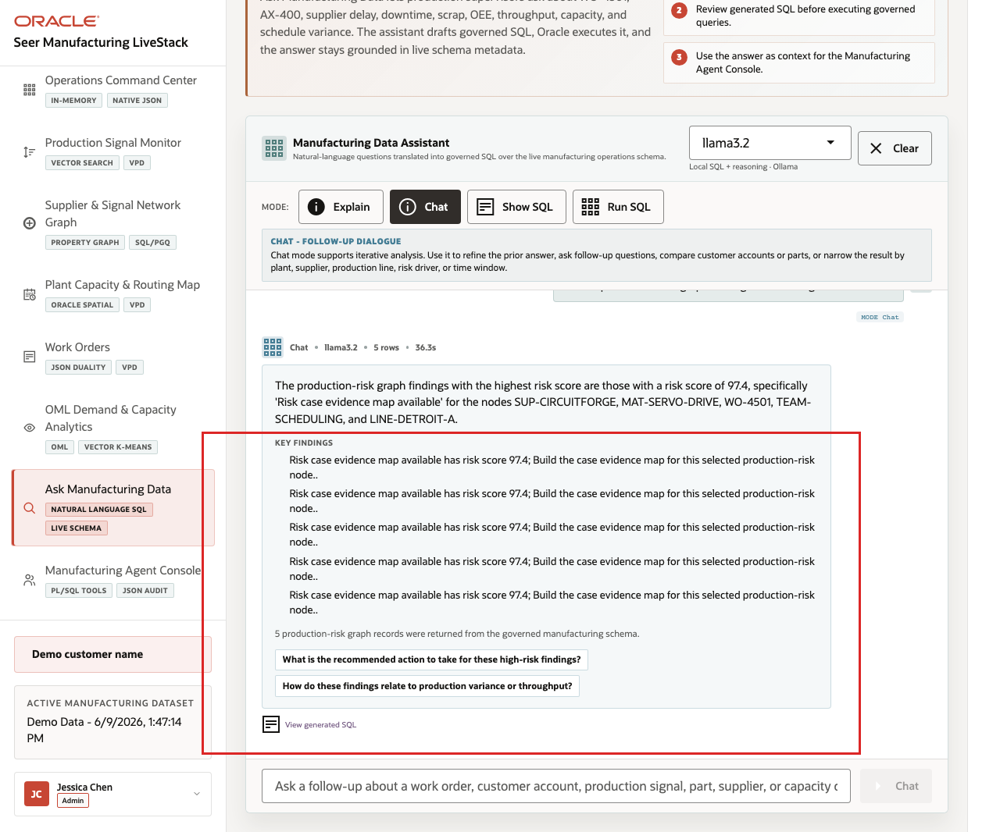 ORACLE
Seer Manufacturing LiveStack
Operations Command Center
IN-MEMORY
NATIVE JSON
Production Signal Monitor
VECTOR SEARCH
VPD
Supplier & Signal Network
Graph
PROPERTY GRAPH
SQL/PGQ
Plant Capacity & Routing Map
ORACLE SPATIAL
VPD
Work Orders
JSON DUALITY
VPD
OML Demand & Capacity
Analytics
OML
VECTOR K-MEANS
Ask Manufacturing Data
NATURAL LANGUAGE SQL
LIVE SCHEMA
Manufacturing Agent Console
PL/SQL TOOLS
JSON AUDIT
Demo customer name
ACTIVE MANUFACTURING DATASET
Demo Data - 6/9/2026, 1:47:14
PM
JC
Jessica Chen
Admin
AX-400, supplier delay, downtime, scrap, OEE, throughput, capacity, and
schedule variance. The assistant drafts governed SQL, Oracle executes it, and
the answer stays grounded in live schema metadata.
2
Review generated SQL before executing governed
queries.
3
Use the answer as context for the Manufacturing
Agent Console.
Manufacturing Data Assistant
Natural-language questions translated into governed SQL over the live manufacturing operations schema.
llama3.2
Local SQL + reasoning · Ollama
Clear
MODE:
Explain
Chat
Show SQL
Run SQL
CHAT - FOLLOW-UP DIALOGUE
Chat mode supports iterative analysis. Use it to refine the prior answer, ask follow-up questions, compare customer accounts or parts, or narrow the result by
plant, supplier, production line, risk driver, or time window.
MODE Chat
Chat • llama3.2 • 5 rows • 36.3s
The production-risk graph findings with the highest risk score are those with a risk score of 97.4, specifically
'Risk case evidence map available' for the nodes SUP-CIRCUITFORGE, MAT-SERVO-DRIVE, WO-4501, TEAM-
SCHEDULING, and LINE-DETROIT-A.
KEY FINDINGS
Risk case evidence map available has risk score 97.4; Build the case evidence map for this selected production-risk
node..
Risk case evidence map available has risk score 97.4; Build the case evidence map for this selected production-risk
node..
Risk case evidence map available has risk score 97.4; Build the case evidence map for this selected production-risk
node..
Risk case evidence map available has risk score 97.4; Build the case evidence map for this selected production-risk
node..
Risk case evidence map available has risk score 97.4; Build the case evidence map for this selected production-risk
node..
5 production-risk graph records were returned from the governed manufacturing schema.
What is the recommended action to take for these high-risk findings?
How do these findings relate to production variance or throughput?
View generated SQL
Ask a follow-up about a work order, customer account, production signal, part, supplier, or capacity
Chat